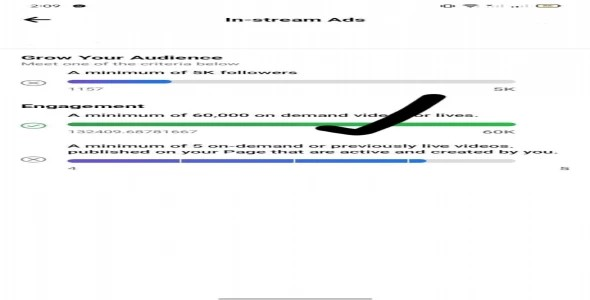 2:09
In-stream Ads
Grow Your Audience
Meet one of the criteria below
A minimum of 5K followers
1157 5K
Engagement
A minimum of 60,000 on demand or lives.
132409.68781667 60K
A minimum of 5 on-demand or previously live videos,
published on your Page that are active and created by you.
4 5